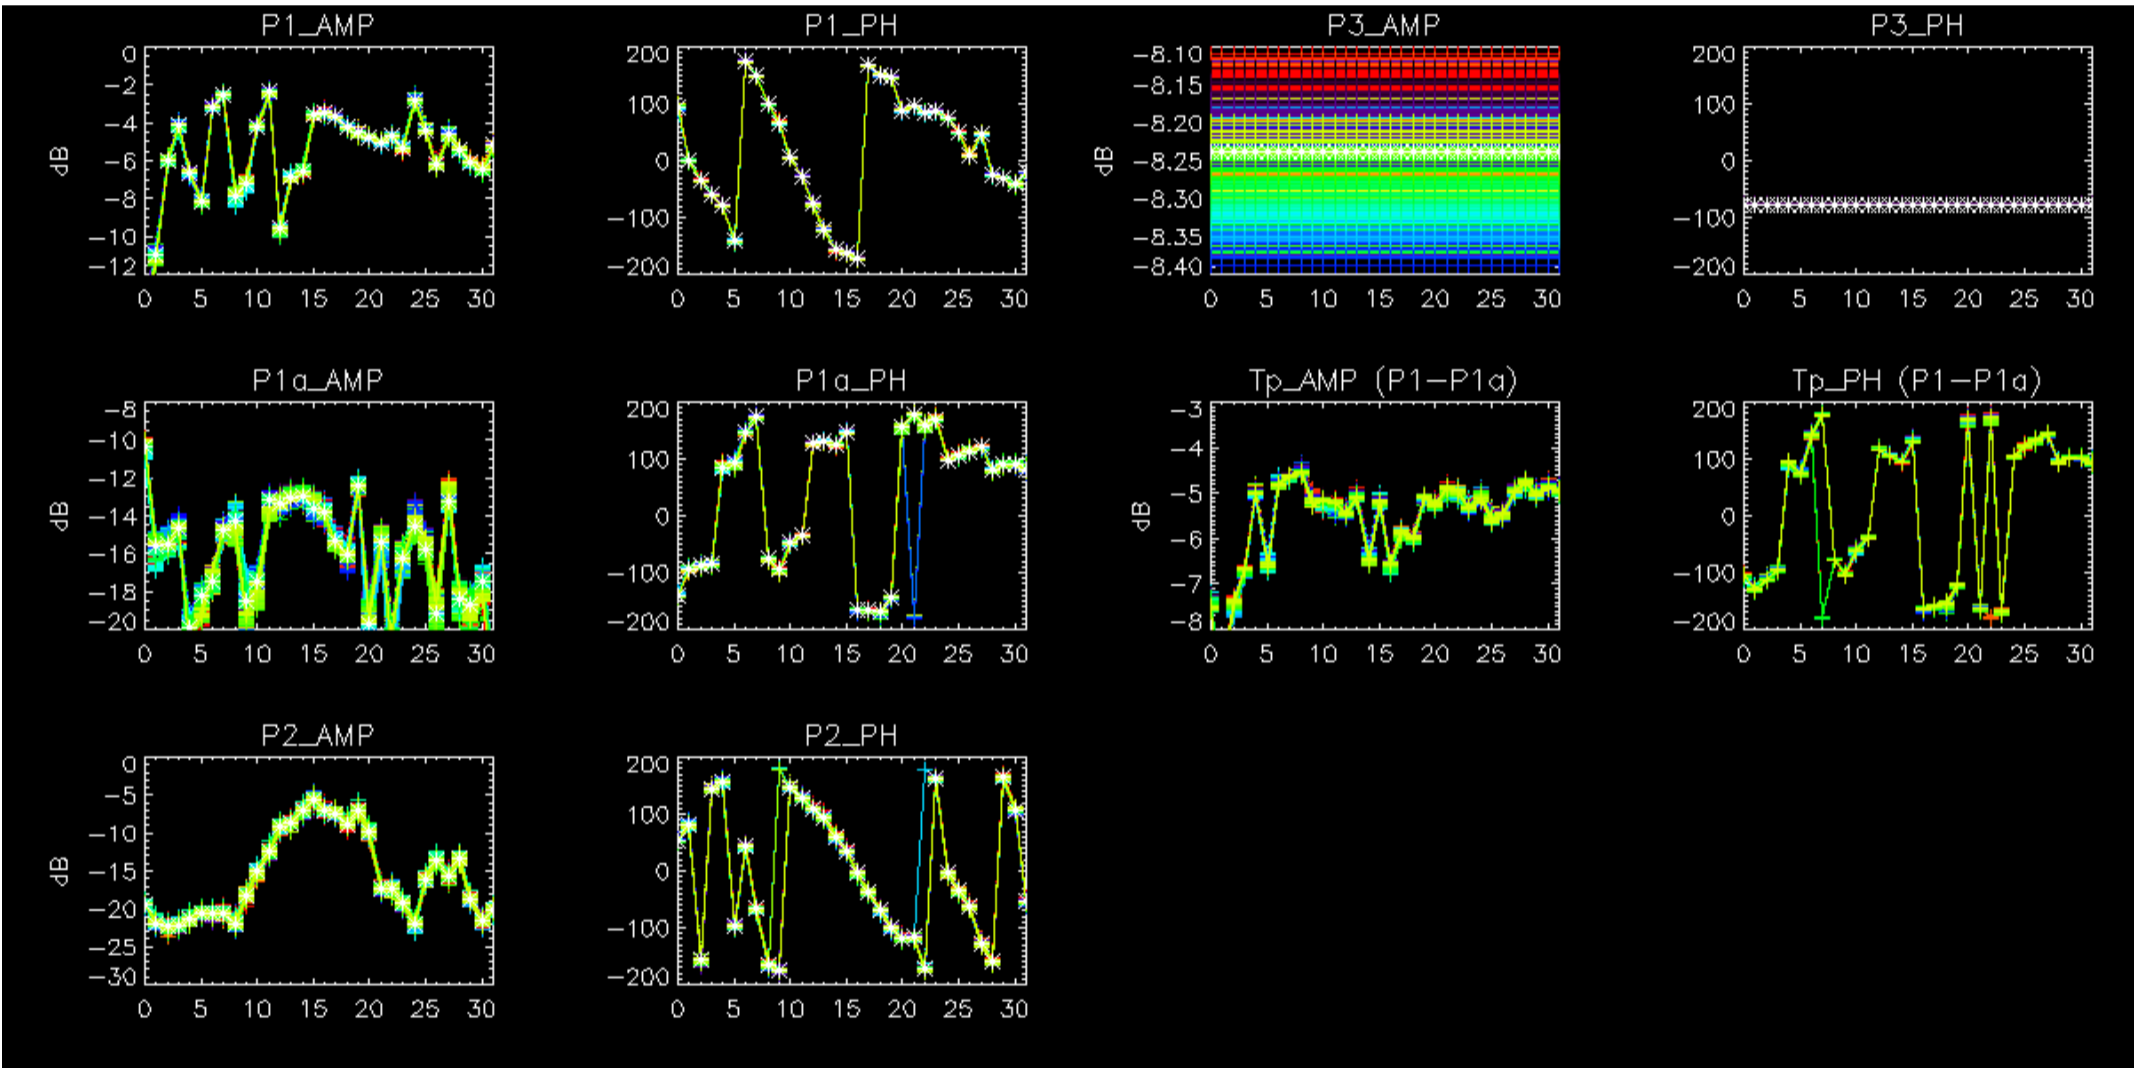 P1_AMP P1_PH P3_AMP P3_PH
0 200 -8.10 200
-2 100 -8.15 100
-4 0 -8.20 0
dB -6 -100 dB -8.25 -100
-8 -200 -8.30 -200
-10 -8.35
-12 -8.40
0 5 10 15 20 25 30 0 5 10 15 20 25 30 0 5 10 15 20 25 30 0 5 10 15 20 25 30
P1a_AMP P1a_PH Tp_AMP (P1-P1a) Tp_PH (P1-P1a)
-8 200 -3 200
-10 100 -4 100
-12 0 -5 0
dB -14 -100 dB -6 -100
-16 -200 -7 -200
-18 -8
-20
0 5 10 15 20 25 30 0 5 10 15 20 25 30 0 5 10 15 20 25 30 0 5 10 15 20 25 30
P2_AMP P2_PH
0 200
-5 100
-10 0
dB -15 -100
-20 -200
-25
-30
0 5 10 15 20 25 30 0 5 10 15 20 25 30